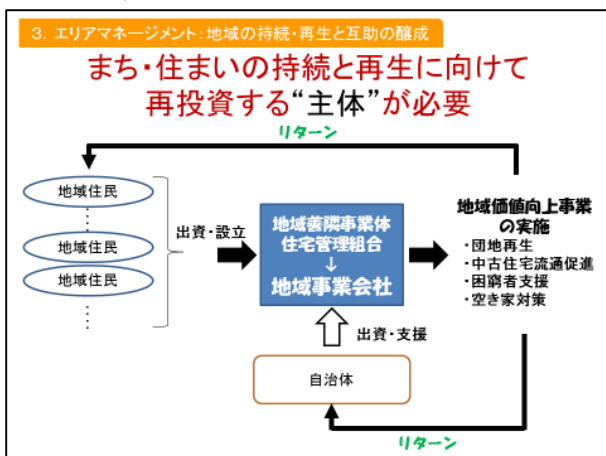 3. エリアマネージメント:地域の持続・再生と互助の醸成
まち・住まいの持続と再生に向けて
再投資する“主体”が必要
リターン
地域住民
地域住民
地域住民
出資・設立
地域善隣事業体
住宅管理組合
↓
地域事業会社
地域価値向上事業
の実施
・団地再生
・中古住宅流通促進
・困窮者支援
・空き家対策
出資・支援
自治体
リターン